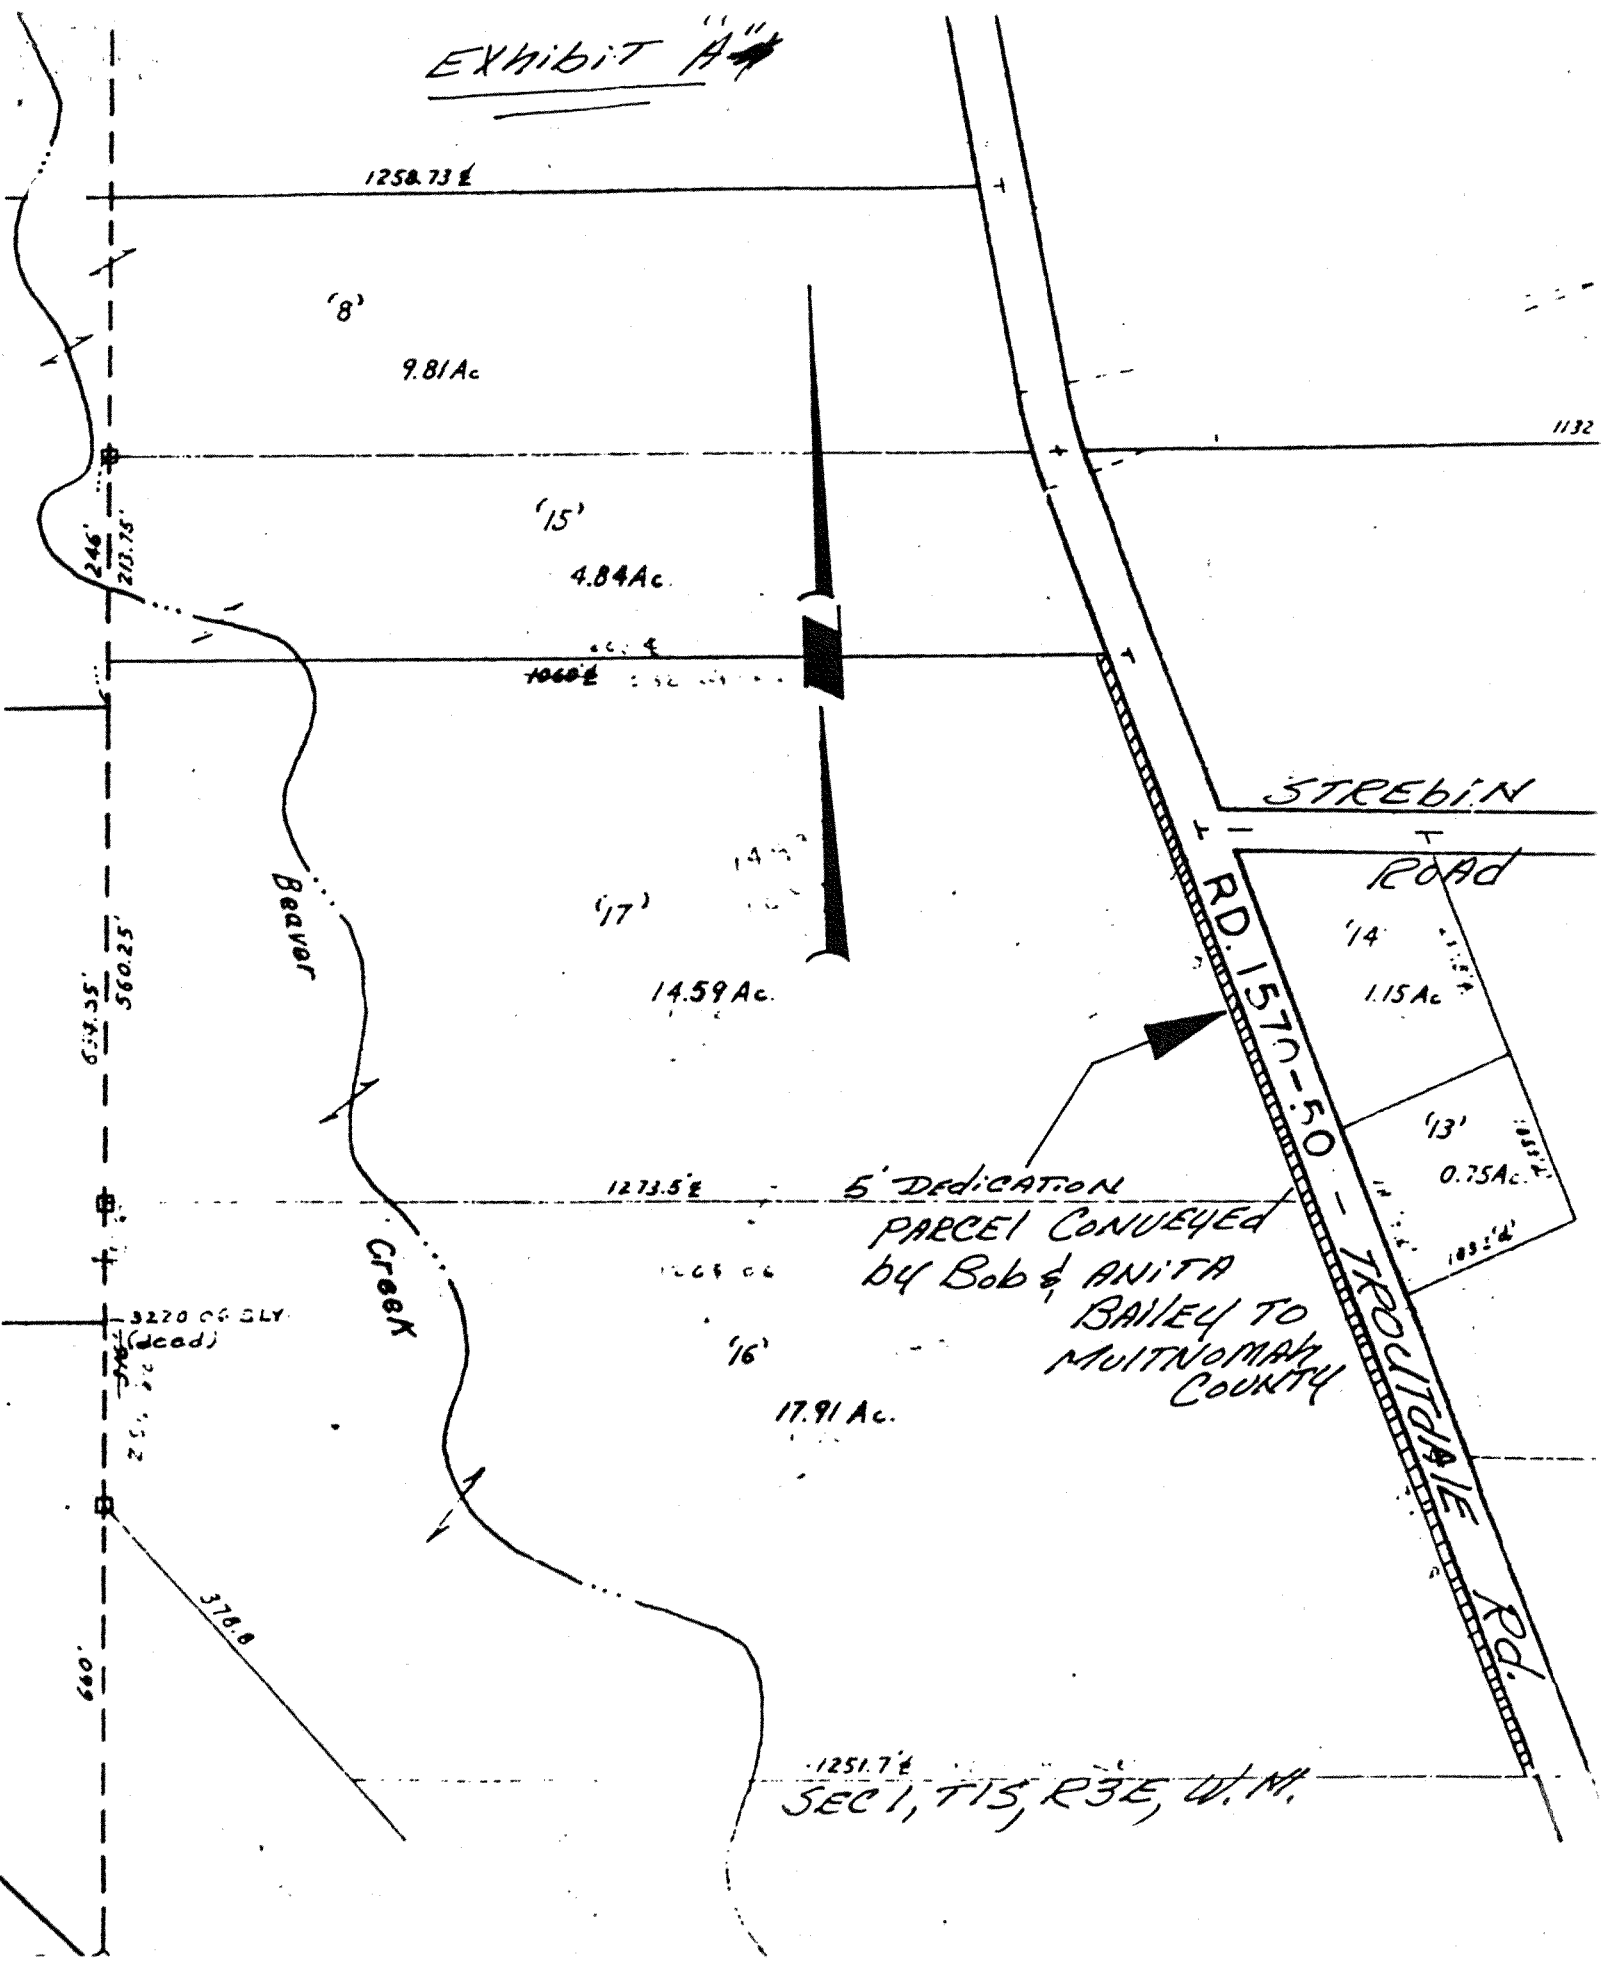 EXHIBIT "A"
1258.73'
'8'
9.81 Ac
1132
'15'
246'
213.75'
4.84 Ac.
1060'
STREBIN
ROAD
'14'
1.15 Ac
Beaver
'17'
14.59 Ac.
560.25'
RD. 1570-50 - TROUTDALE Rd.
'13'
0.75 Ac.
1273.5'
5' DEDICATION
PARCEL CONVEYED
by Bob & ANITA
BAILEY TO
MULTNOMAH
COUNTY
Creek
(deed)
'16'
17.91 Ac.
378.8
660'
1251.7'
SEC 1, T1S, R3E, W.M.